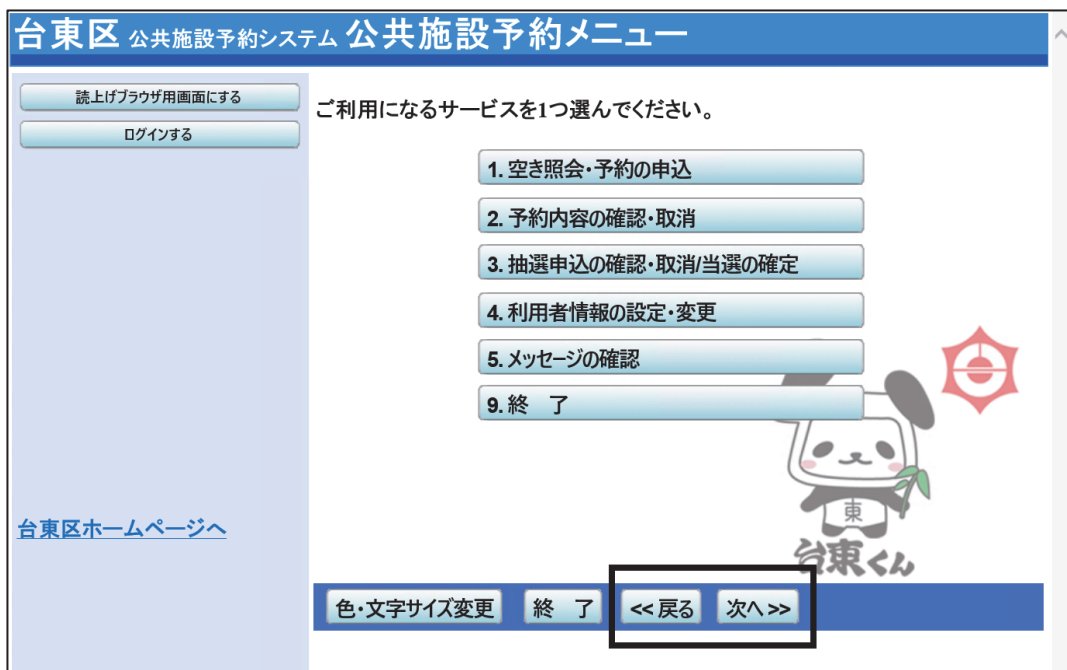 台東区 公共施設予約システム 公共施設予約メニュー
読上げブラウザ用画面にする
ログインする
ご利用になるサービスを1つ選んでください。
1. 空き照会・予約の申込
2. 予約内容の確認・取消
3. 抽選申込の確認・取消/当選の確定
4. 利用者情報の設定・変更
5. メッセージの確認
9. 終　了
東
台東くん
台東区ホームページへ
色・文字サイズ変更 終　了 <<戻る 次へ>>